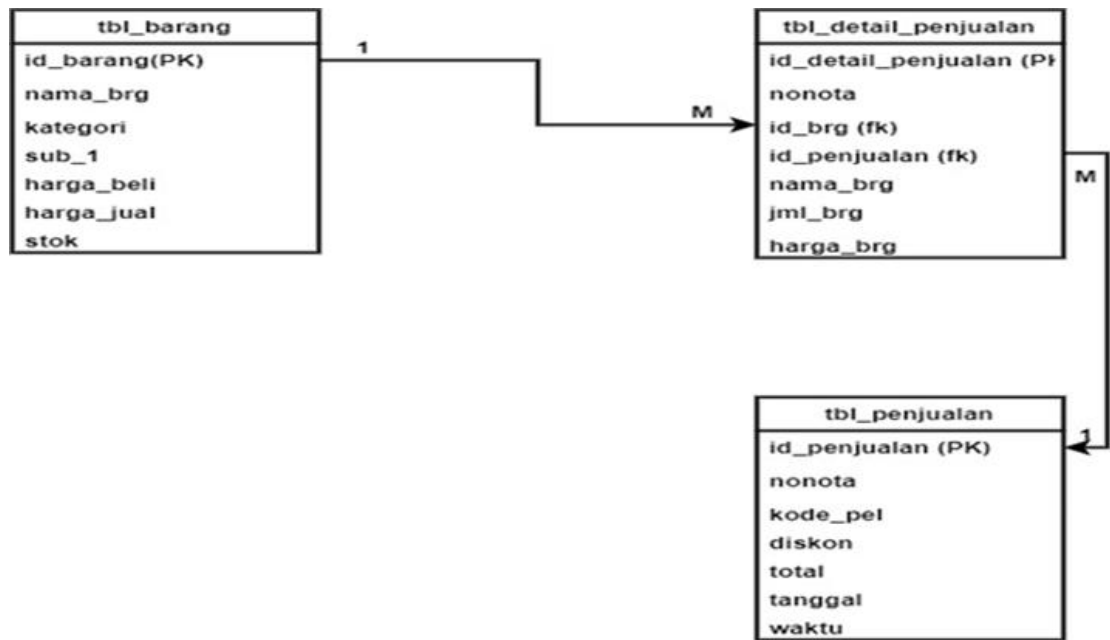 tbl_barang
id_barang(PK)
nama_brg
kategori
sub_1
harga_beli
harga_jual
stok
1
M
tbl_detail_penjualan
id_detail_penjualan (P
nonota
id_brg (fk)
id_penjualan (fk)
nama_brg
jml_brg
harga_brg
M
1
tbl_penjualan
id_penjualan (PK)
nonota
kode_pel
diskon
total
tanggal
waktu